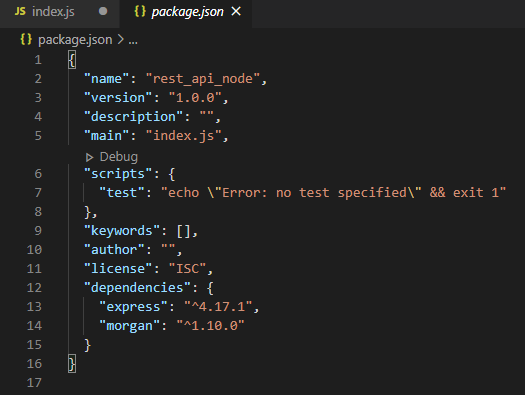 JS index.js
{} package.json ×
{} package.json > ...
1 {
2 "name": "rest_api_node",
3 "version": "1.0.0",
4 "description": "",
5 "main": "index.js",
Debug
6 "scripts": {
7 "test": "echo \"Error: no test specified\" && exit 1"
8 },
9 "keywords": [],
10 "author": "",
11 "license": "ISC",
12 "dependencies": {
13 "express": "^4.17.1",
14 "morgan": "^1.10.0"
15 }
16 }
17